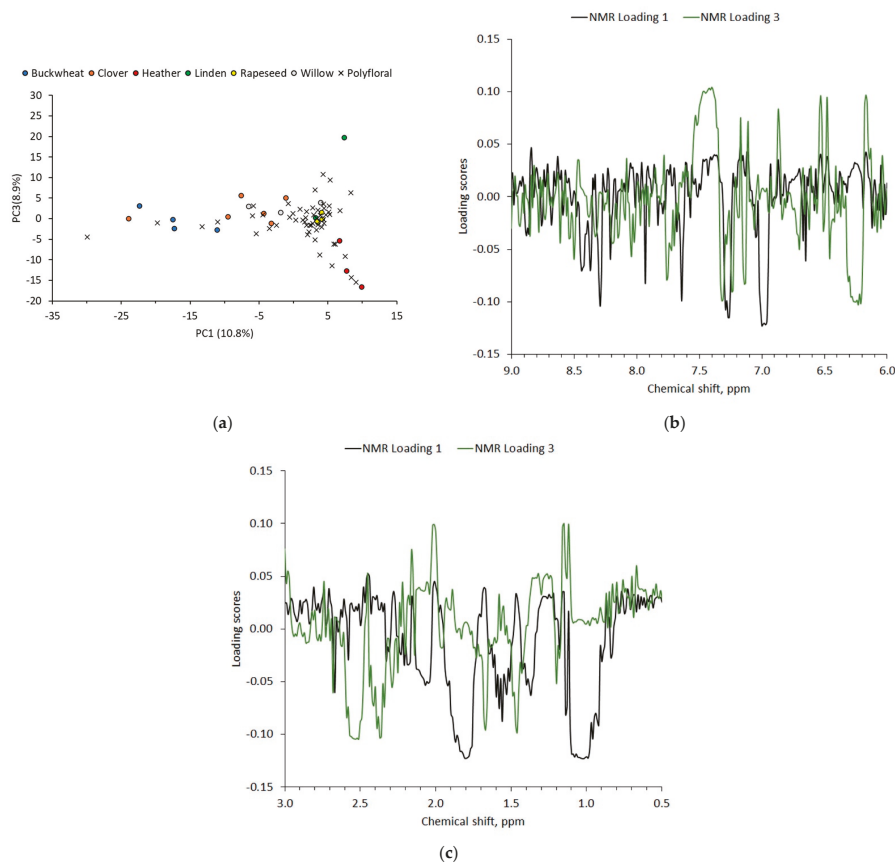 ● Buckwheat ● Clover ● Heather ● Linden ● Rapeseed ○ Willow × Polyfloral
PC3(8.9%)
30
25
20
15
10
5
0
-5
-10
-15
-20
-35 -25 -15 -5 5 15
PC1 (10.8%)
(a)
NMR Loading 1 NMR Loading 3
Loading scores
0.15
0.10
0.05
0.00
-0.05
-0.10
-0.15
9.0 8.5 8.0 7.5 7.0 6.5 6.0
Chemical shift, ppm
(b)
NMR Loading 1 NMR Loading 3
Loading scores
0.15
0.10
0.05
0.00
-0.05
-0.10
-0.15
3.0 2.5 2.0 1.5 1.0 0.5
Chemical shift, ppm
(c)